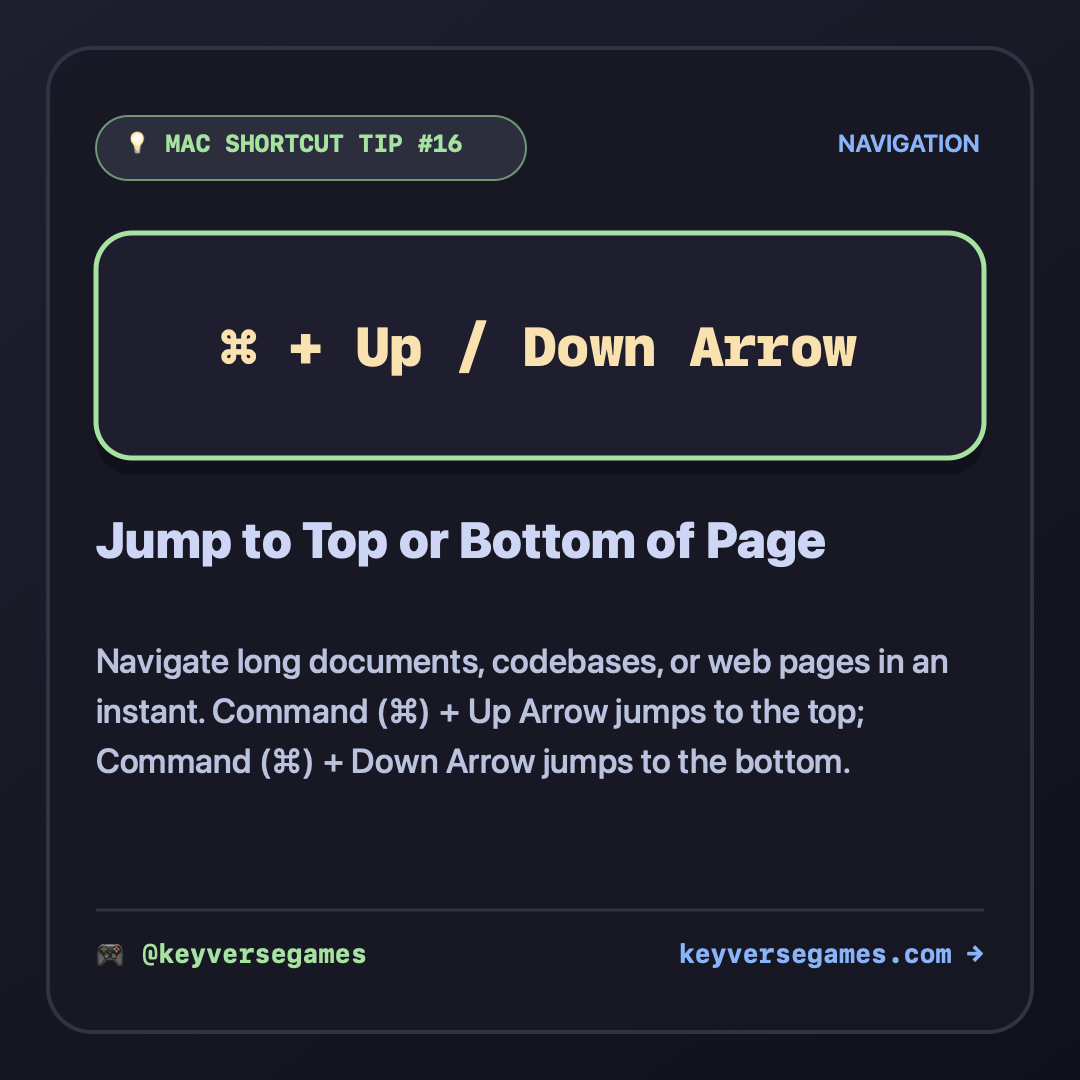 💡 MAC SHORTCUT TIP #16
NAVIGATION
⌘ + Up / Down Arrow
Jump to Top or Bottom of Page
Navigate long documents, codebases, or web pages in an
instant. Command (⌘) + Up Arrow jumps to the top;
Command (⌘) + Down Arrow jumps to the bottom.
🎮 @keyversegames
keyversegames.com →